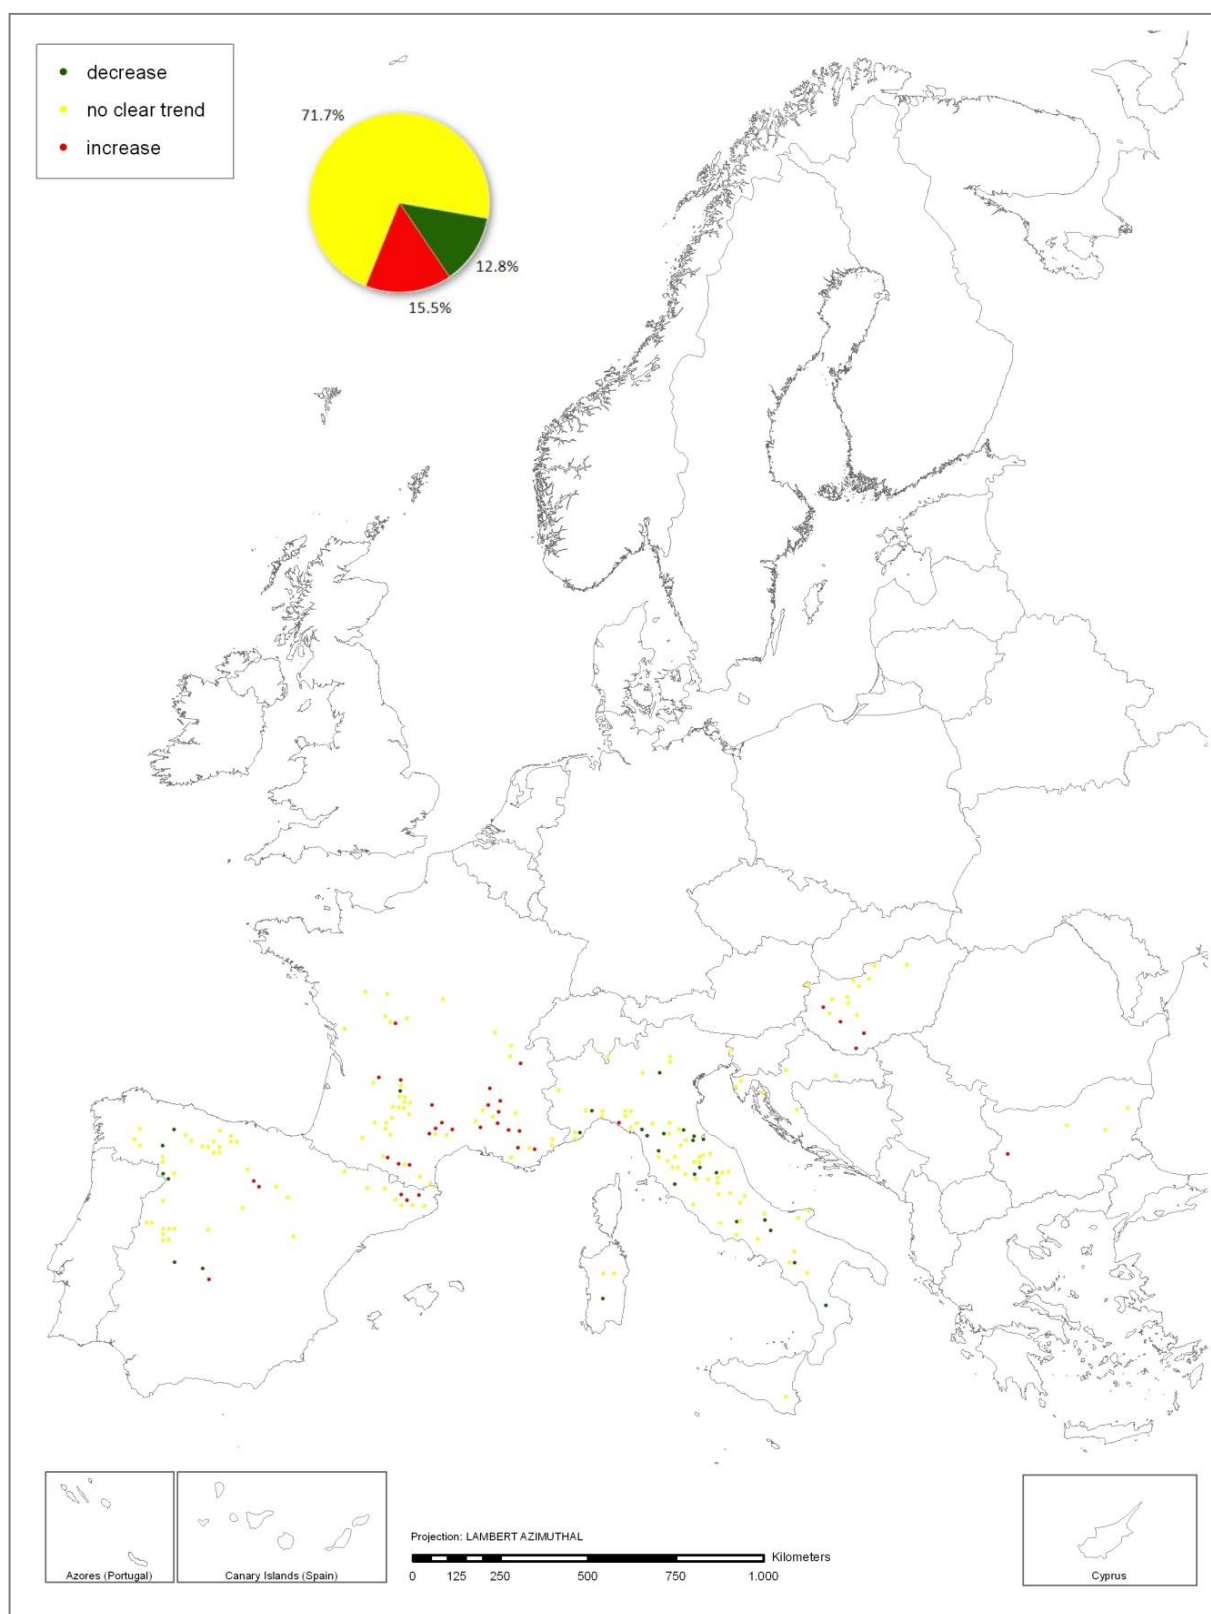 decrease
no clear trend
increase
71.7%
12.8%
15.5%
Projection: LAMBERT AZIMUTHAL
Kilometers
0 125 250 500 750 1.000
Azores (Portugal)
Canary Islands (Spain)
Cyprus